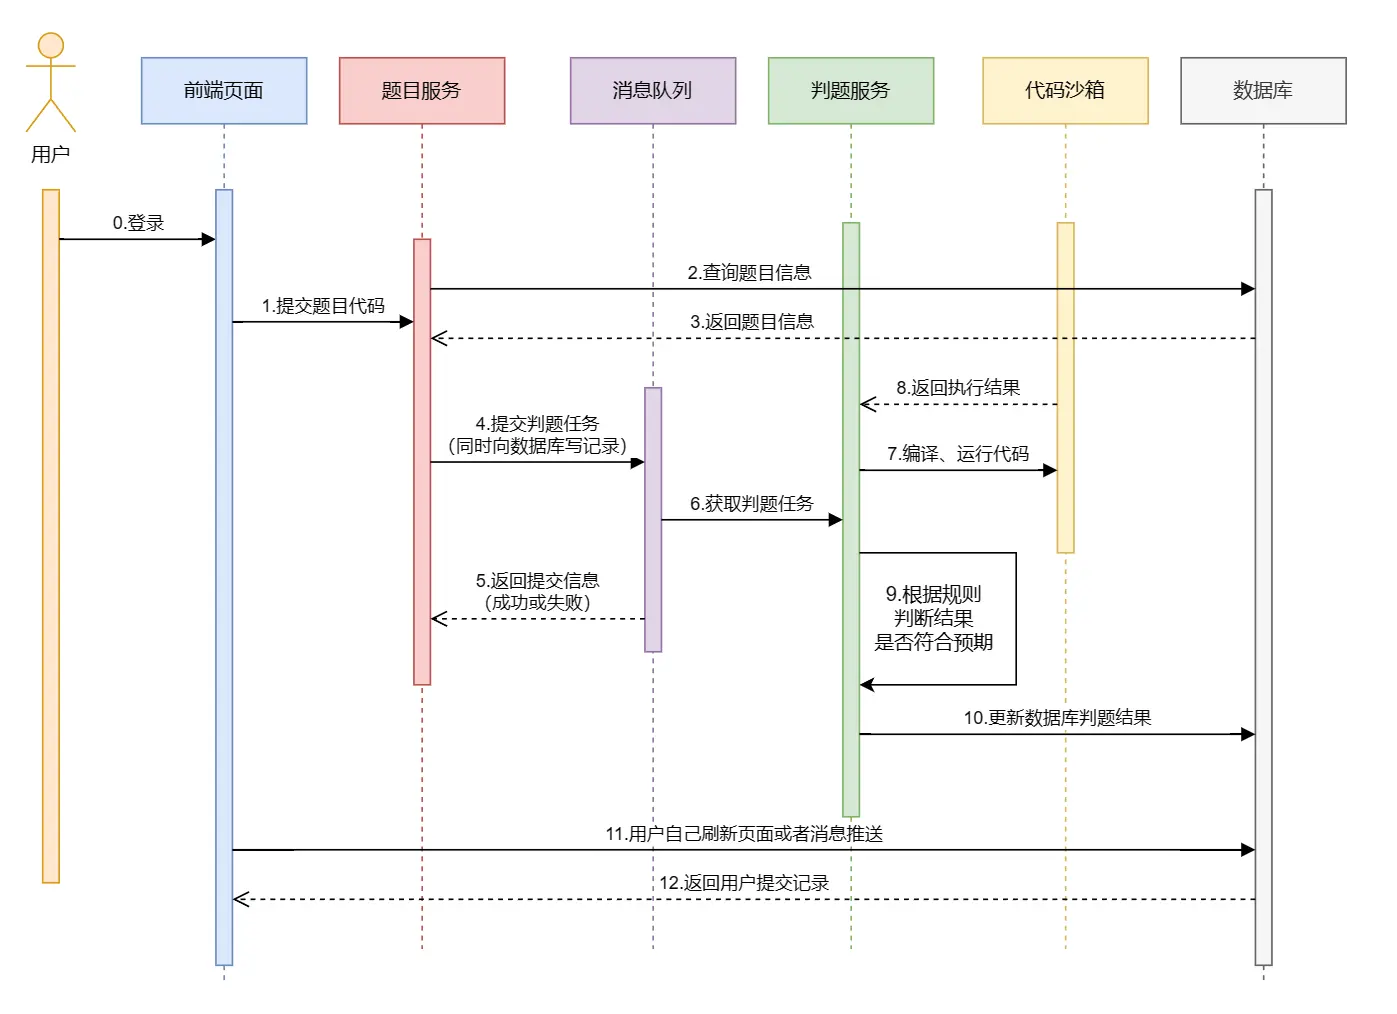 前端页面
题目服务
消息队列
判题服务
代码沙箱
数据库
用户
0.登录
2.查询题目信息
1.提交题目代码
3.返回题目信息
8.返回执行结果
4.提交判题任务
（同时向数据库写记录）
7.编译、运行代码
6.获取判题任务
5.返回提交信息
（成功或失败）
9.根据规则
判断结果
是否符合预期
10.更新数据库判题结果
11.用户自己刷新页面或者消息推送
12.返回用户提交记录